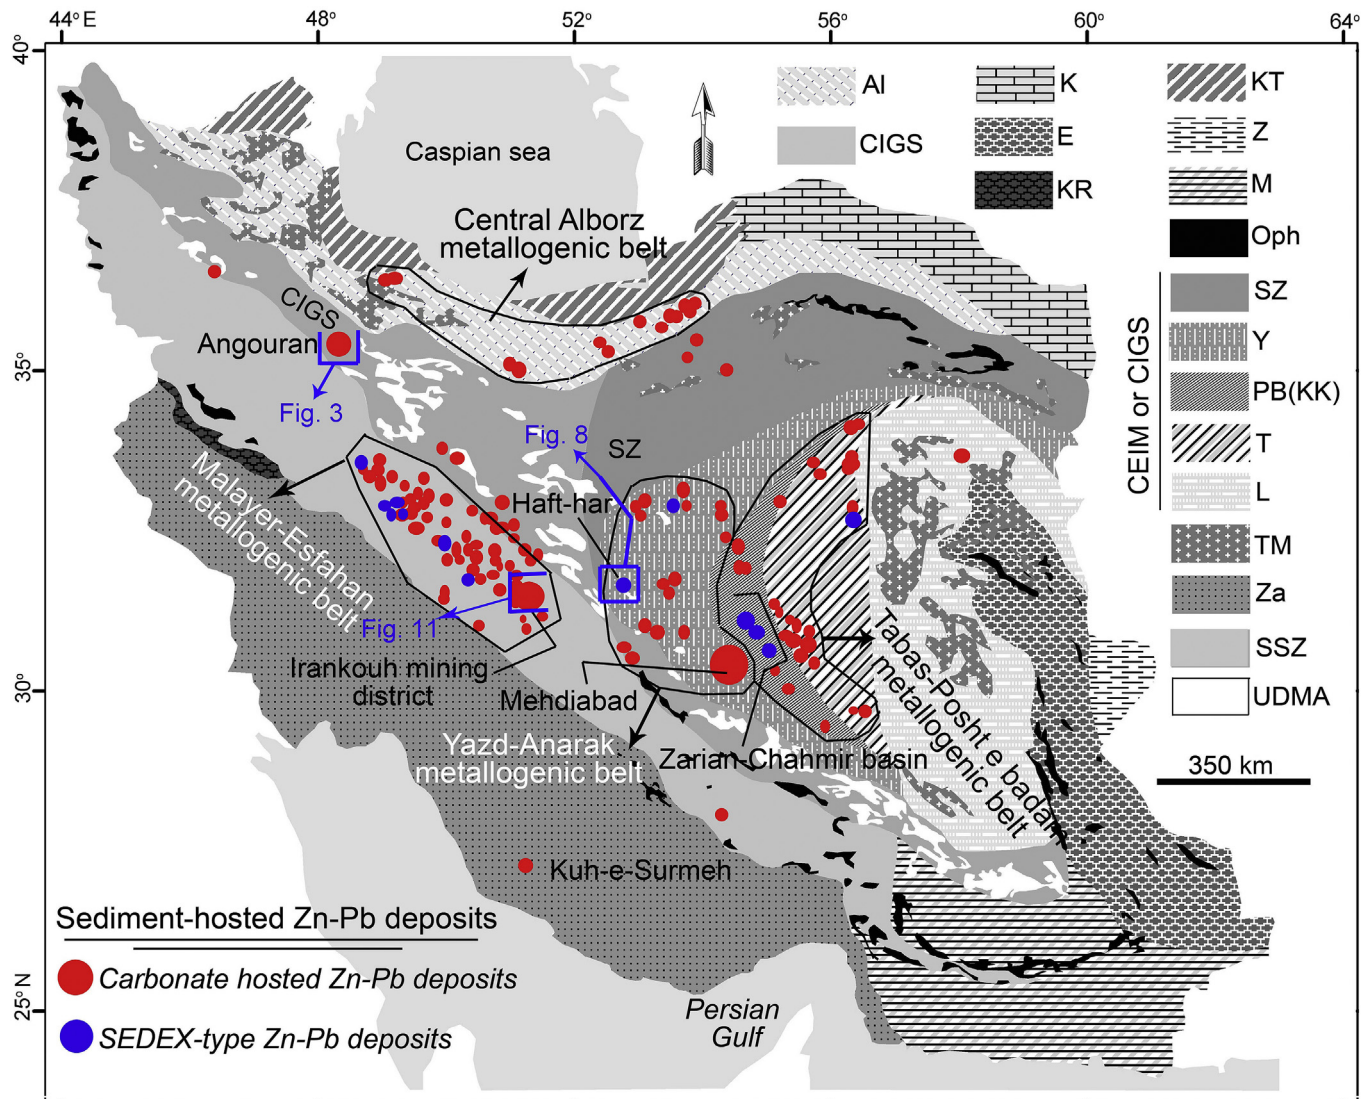 44° E
48°
52°
56°
60°
64°
40°
35°
30°
25° N
Al
CIGS
K
E
KR
KT
Z
M
Oph
SZ
Y
PB(KK)
T
L
TM
Za
SSZ
UDMA
CEIM or CIGS
350 km
Caspian sea
Central Alborz
metallogenic belt
CIGS
Angouran
Fig. 3
Fig. 8
SZ
Haft-har
Malayer-Esfahan
metallogenic belt
Fig. 11
Irankouh mining
district
Mehdiabad
Yazd-Anarak
metallogenic belt
Zarian-Chahmir basin
Tabas-Posht e badam
metallogenic belt
Kuh-e-Surmeh
Persian
Gulf
Sediment-hosted Zn-Pb deposits
Carbonate hosted Zn-Pb deposits
SEDEX-type Zn-Pb deposits